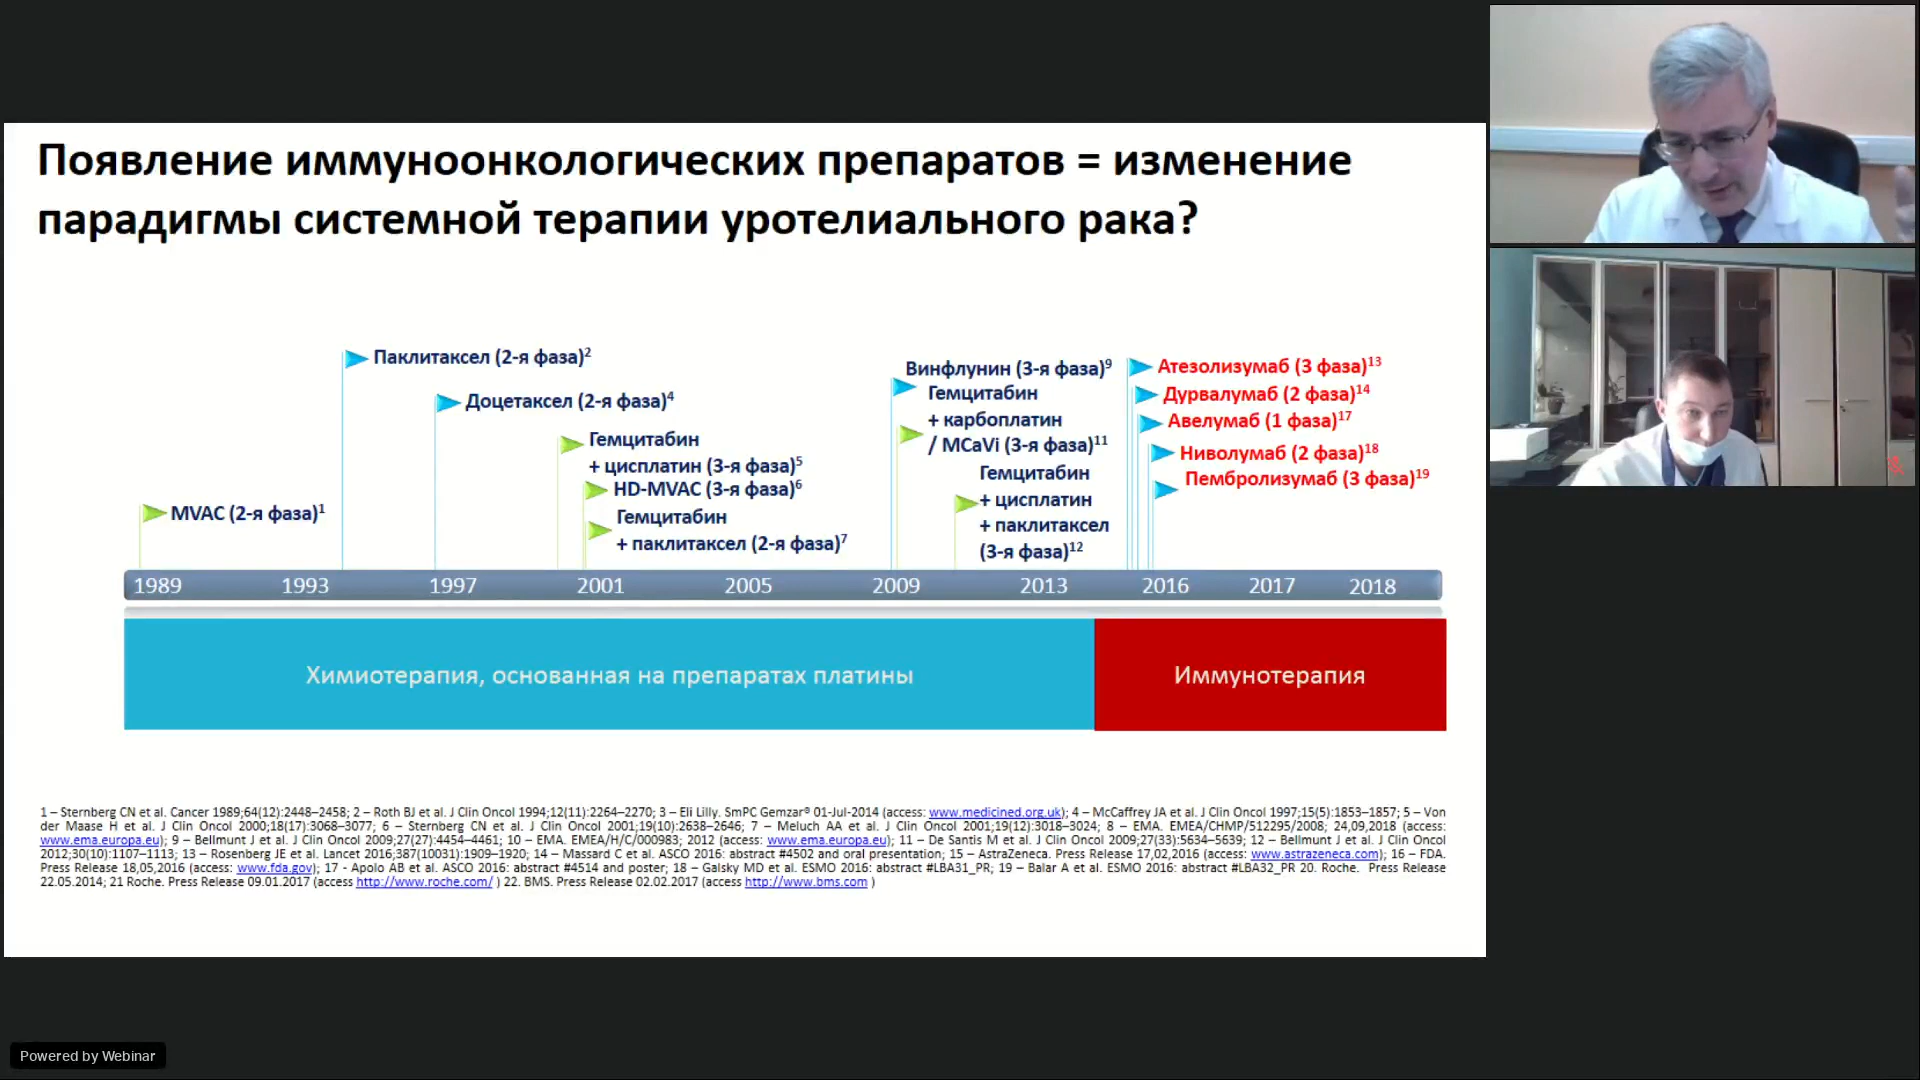 Появление иммуноонкологических препаратов = изменение
парадигмы системной терапии уротелиального рака?
Паклитаксел (2-я фаза)2
Доцетаксел (2-я фаза)4
Гемцитабин
+ цисплатин (3-я фаза)5
HD-MVAC (3-я фаза)6
Гемцитабин
+ паклитаксел (2-я фаза)7
MVAC (2-я фаза)1
Винфлунин (3-я фаза)9
Гемцитабин
+ карбоплатин
/ MCaVi (3-я фаза)11
Гемцитабин
+ цисплатин
+ паклитаксел
(3-я фаза)12
Атезолизумаб (3 фаза)13
Дурвалумаб (2 фаза)14
Авелумаб (1 фаза)17
Ниволумаб (2 фаза)18
Пембролизумаб (3 фаза)19
1989 1993 1997 2001 2005 2009 2013 2016 2017 2018
Химиотерапия, основанная на препаратах платины
Иммунотерапия
1 – Sternberg CN et al. Cancer 1989;64(12):2448–2458; 2 – Roth BJ et al. J Clin Oncol 1994;12(11):2264–2270; 3 – Eli Lilly. SmPC Gemzar® 01-Jul-2014 (access: www.medicined.org.uk); 4 – McCaffrey JA et al. J Clin Oncol 1997;15(5):1853–1857; 5 – Von
der Maase H et al. J Clin Oncol 2000;18(17):3068–3077; 6 – Sternberg CN et al. J Clin Oncol 2001;19(10):2638–2646; 7 – Meluch AA et al. J Clin Oncol 2001;19(12):3018–3024; 8 – EMA. EMEA/CHMP/512295/2008; 24,09,2018 (access:
www.ema.europa.eu); 9 – Bellmunt J et al. J Clin Oncol 2009;27(27):4454–4461; 10 – EMA. EMEA/H/C/000983; 2012 (access: www.ema.europa.eu); 11 – De Santis M et al. J Clin Oncol 2009;27(33):5634–5639; 12 – Bellmunt J et al. J Clin Oncol
2012;30(10):1107–1113; 13 – Rosenberg JE et al. Lancet 2016;387(10031):1909–1920; 14 – Massard C et al. ASCO 2016: abstract #4502 and oral presentation; 15 – AstraZeneca. Press Release 17,02,2016 (access: www.astrazeneca.com); 16 – FDA.
Press Release 18,05,2016 (access: www.fda.gov); 17 - Apolo AB et al. ASCO 2016: abstract #4514 and poster; 18 – Galsky MD et al. ESMO 2016: abstract #LBA31_PR; 19 – Balar A et al. ESMO 2016: abstract #LBA32_PR 20. Roche. Press Release
22.05.2014; 21 Roche. Press Release 09.01.2017 (access http://www.roche.com/ ) 22. BMS. Press Release 02.02.2017 (access http://www.bms.com )
Powered by Webinar